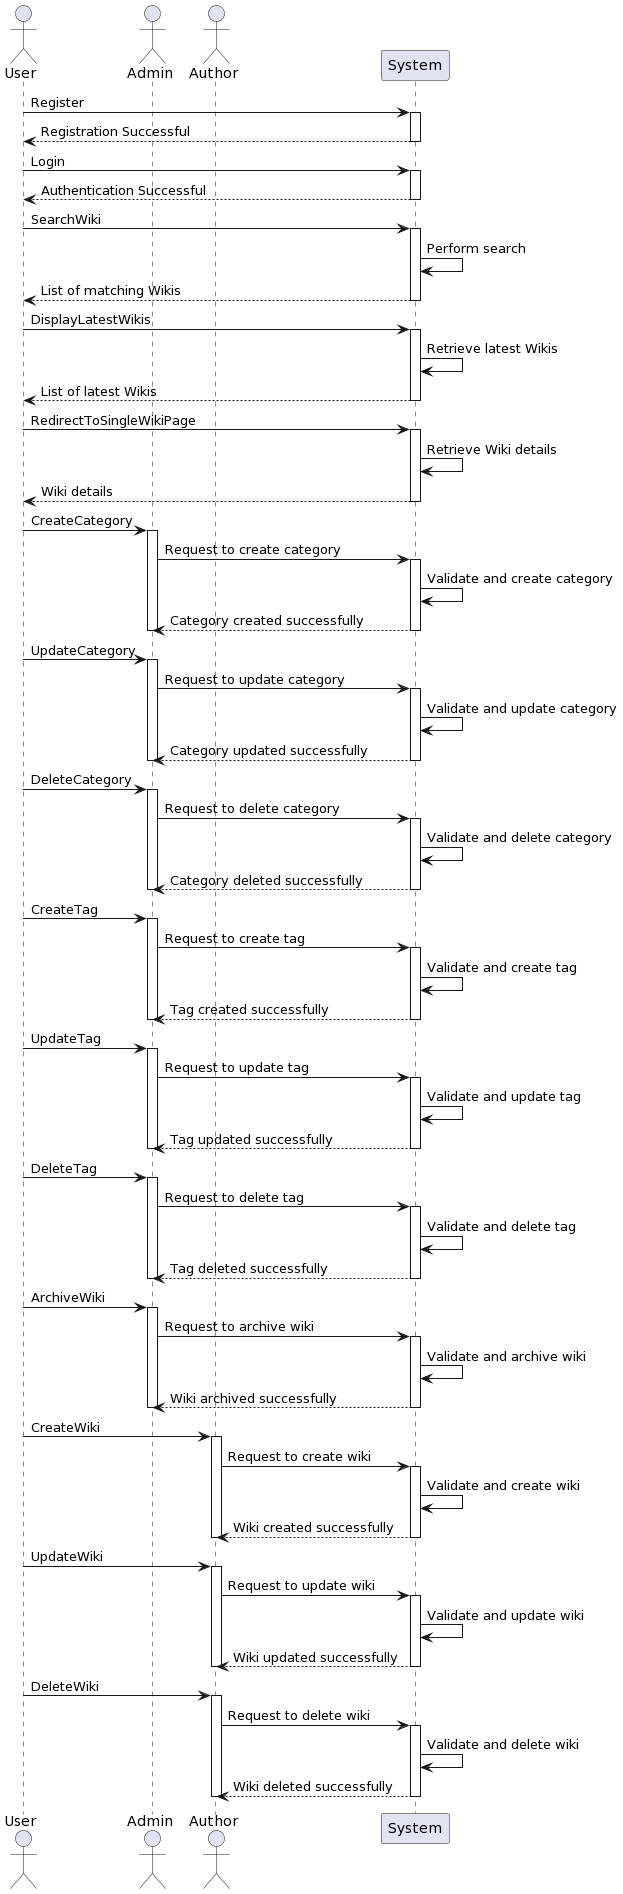 User
Admin
Author
System
Register
Registration Successful
Login
Authentication Successful
SearchWiki
Perform search
List of matching Wikis
DisplayLatestWikis
Retrieve latest Wikis
List of latest Wikis
RedirectToSingleWikiPage
Retrieve Wiki details
Wiki details
CreateCategory
Request to create category
Validate and create category
Category created successfully
UpdateCategory
Request to update category
Validate and update category
Category updated successfully
DeleteCategory
Request to delete category
Validate and delete category
Category deleted successfully
CreateTag
Request to create tag
Validate and create tag
Tag created successfully
UpdateTag
Request to update tag
Validate and update tag
Tag updated successfully
DeleteTag
Request to delete tag
Validate and delete tag
Tag deleted successfully
ArchiveWiki
Request to archive wiki
Validate and archive wiki
Wiki archived successfully
CreateWiki
Request to create wiki
Validate and create wiki
Wiki created successfully
UpdateWiki
Request to update wiki
Validate and update wiki
Wiki updated successfully
DeleteWiki
Request to delete wiki
Validate and delete wiki
Wiki deleted successfully
User
Admin
Author
System